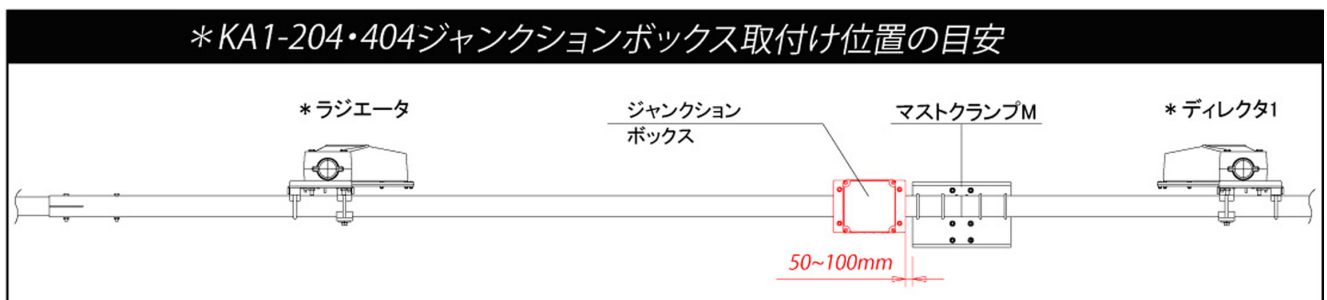 ＊KA1-204・404ジャンクションボックス取付け位置の目安
＊ラジエータ
ジャンクション
ボックス
マストクランプM
＊ディレクタ1
50~100mm